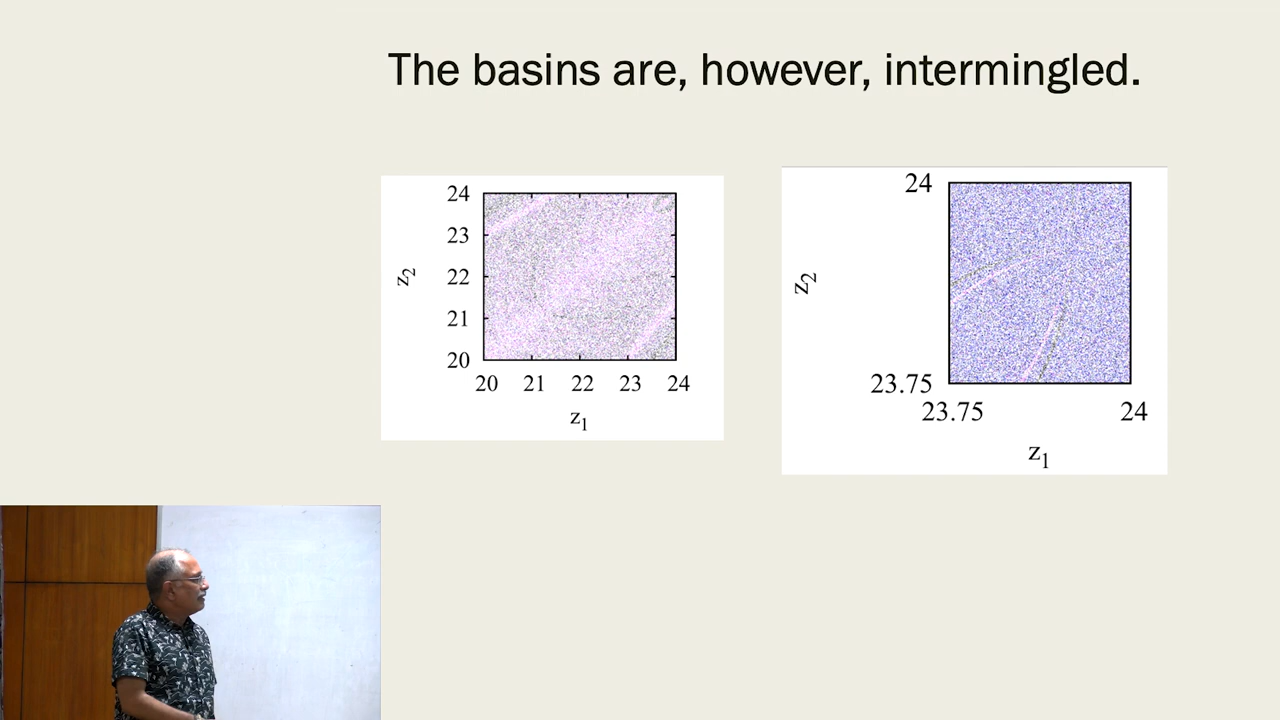 The basins are, however, intermingled.
24
23
22
21
20
z2
20 21 22 23 24
z1
24
z2
23.75
23.75 24
z1